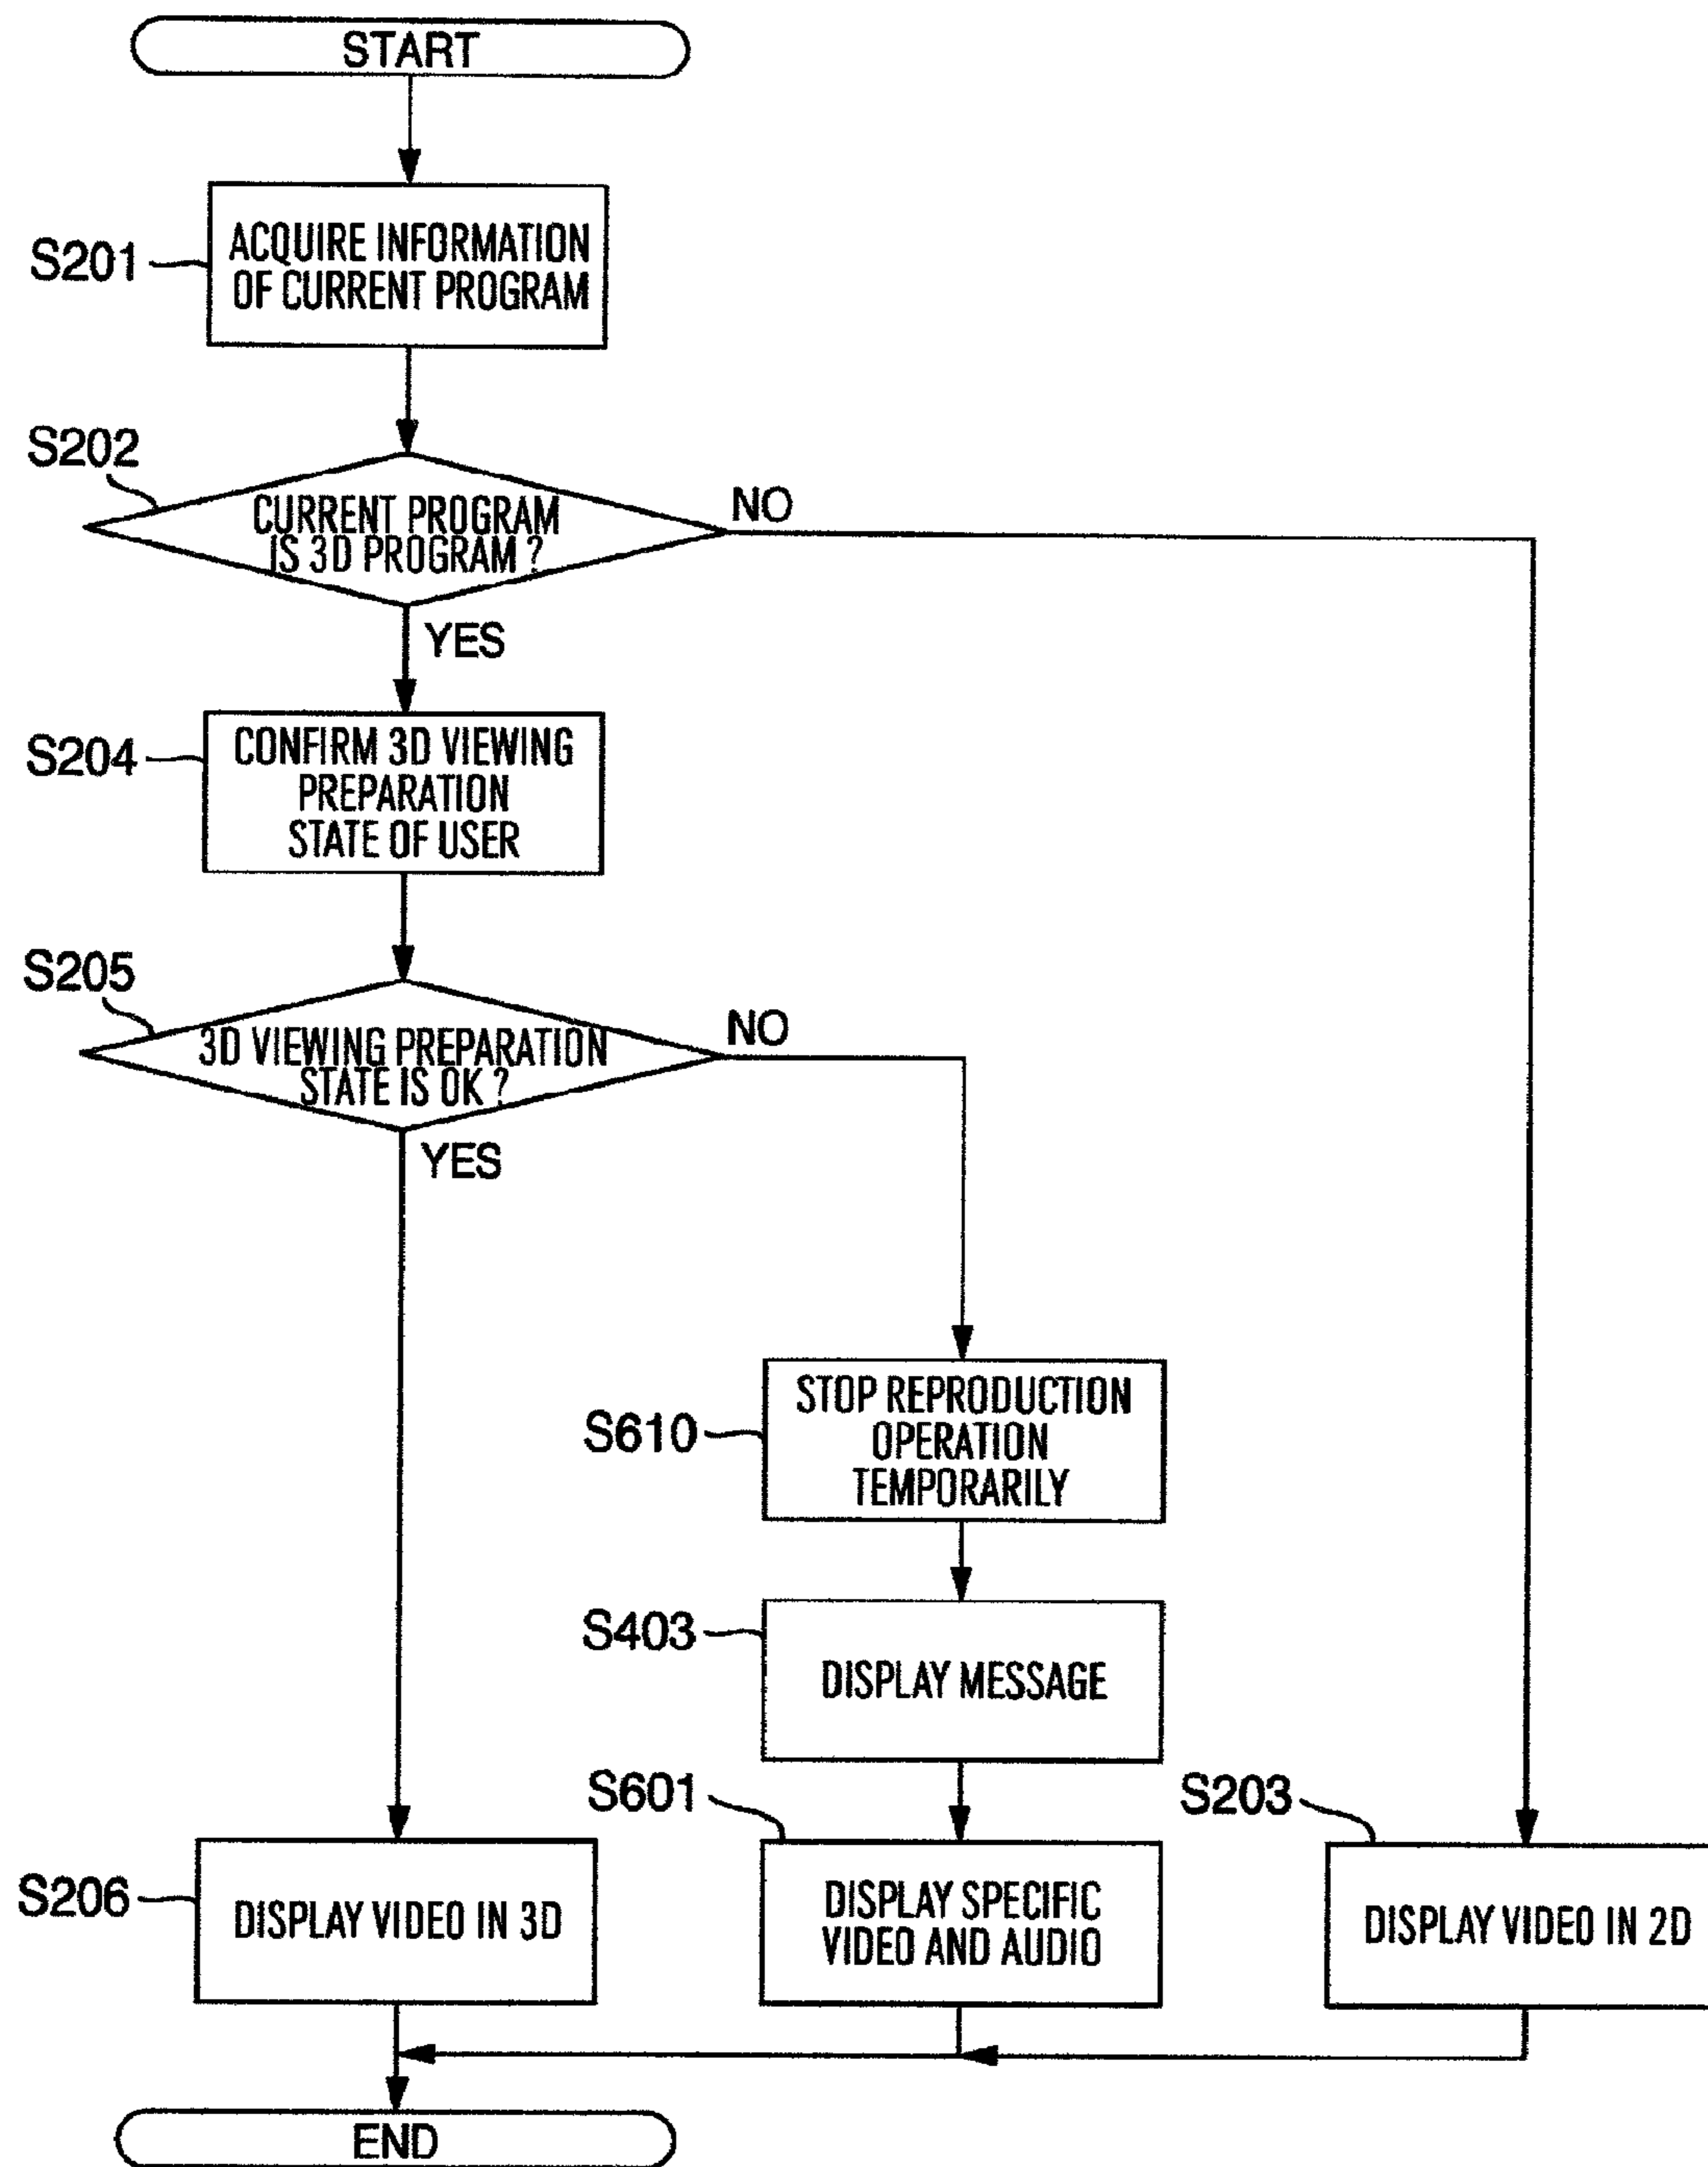 START
S201
ACQUIRE INFORMATION
OF CURRENT PROGRAM
S202
CURRENT PROGRAM
IS 3D PROGRAM ?
NO
YES
S204
CONFIRM 3D VIEWING
PREPARATION
STATE OF USER
S205
3D VIEWING PREPARATION
STATE IS OK ?
NO
YES
S610
STOP REPRODUCTION
OPERATION
TEMPORARILY
S403
DISPLAY MESSAGE
S601
DISPLAY SPECIFIC
VIDEO AND AUDIO
S203
DISPLAY VIDEO IN 2D
S206
DISPLAY VIDEO IN 3D
END